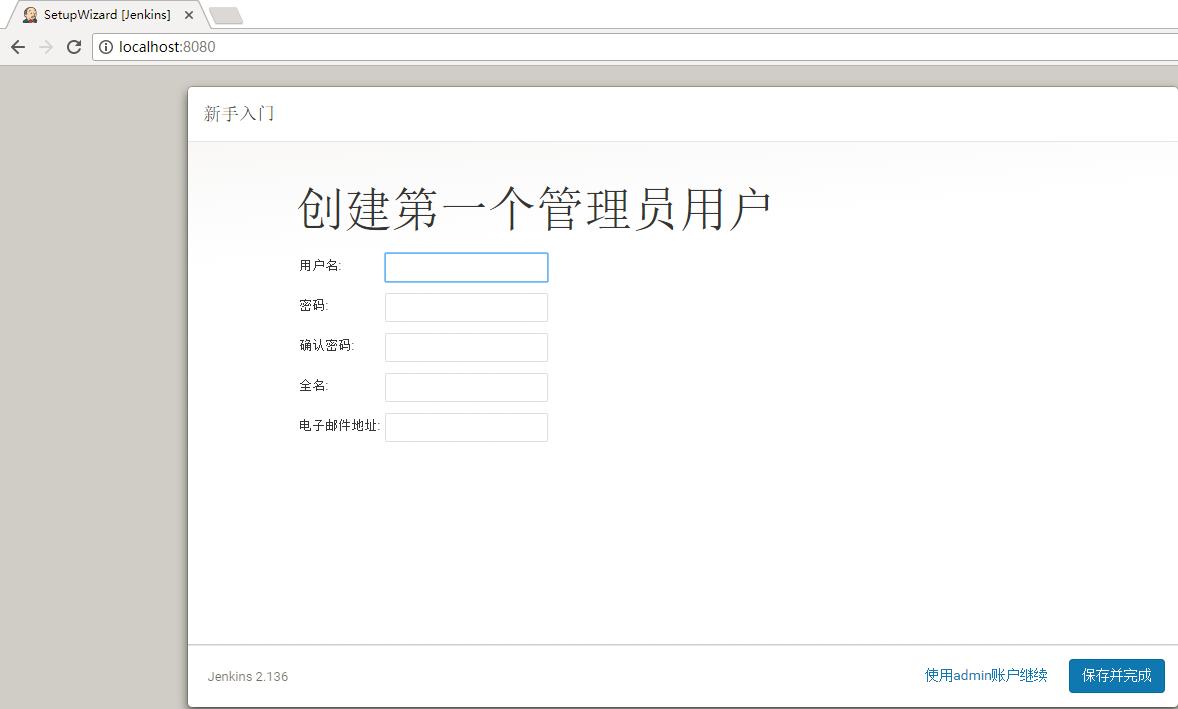 SetupWizard [Jenkins]
localhost:8080
新手入门
创建第一个管理员用户
用户名:
密码:
确认密码:
全名:
电子邮件地址:
Jenkins 2.136
使用admin账户继续
保存并完成